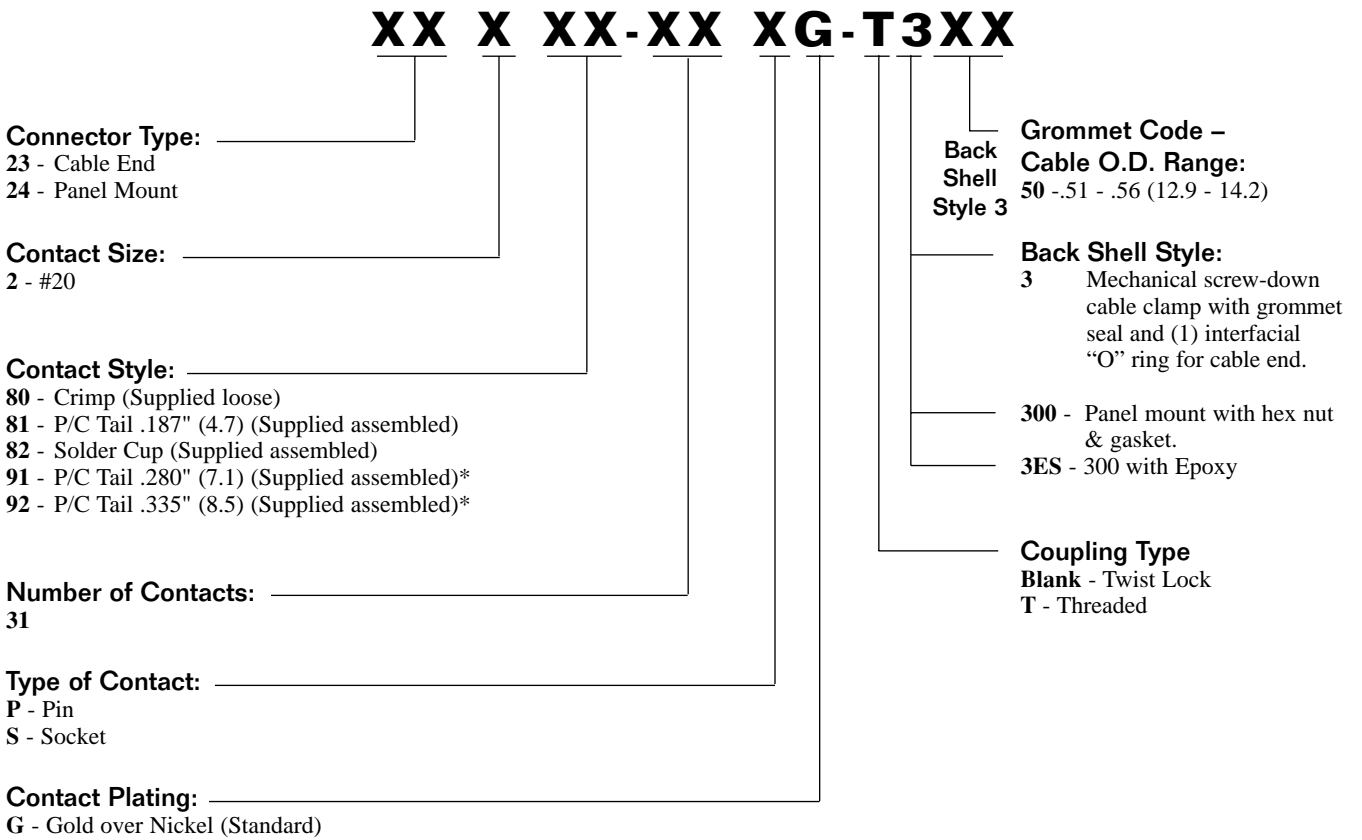 XX X XX-XX XG-T3XX
Connector Type:
23 - Cable End
24 - Panel Mount
Contact Size:
2 - #20
Contact Style:
80 - Crimp (Supplied loose)
81 - P/C Tail .187" (4.7) (Supplied assembled)
82 - Solder Cup (Supplied assembled)
91 - P/C Tail .280" (7.1) (Supplied assembled)*
92 - P/C Tail .335" (8.5) (Supplied assembled)*
Number of Contacts:
31
Type of Contact:
P - Pin
S - Socket
Contact Plating:
G - Gold over Nickel (Standard)
Back
Shell
Style 3
Grommet Code –
Cable O.D. Range:
50 -.51 - .56 (12.9 - 14.2)
Back Shell Style:
3 Mechanical screw-down
cable clamp with grommet
seal and (1) interfacial
“O” ring for cable end.
300 - Panel mount with hex nut
& gasket.
3ES - 300 with Epoxy
Coupling Type
Blank - Twist Lock
T - Threaded